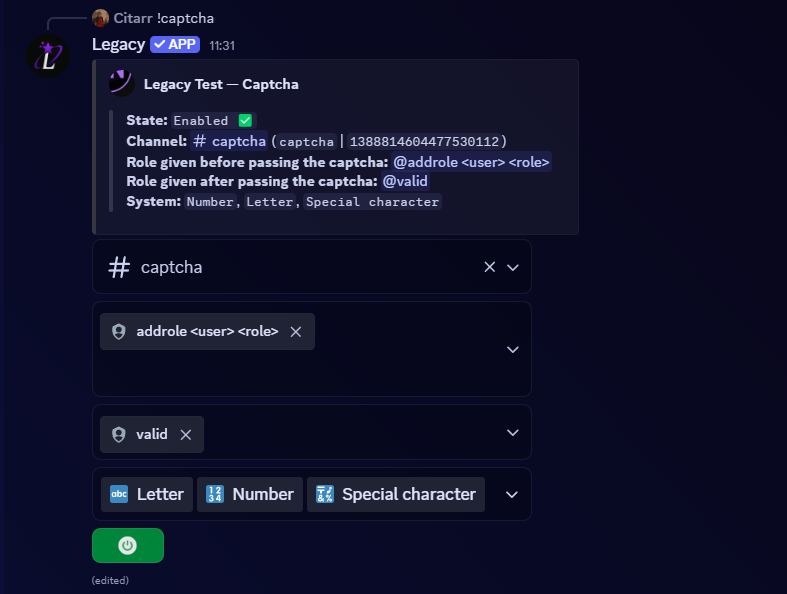 Citarr !captcha
Legacy ✓ APP 11:31
Legacy Test — Captcha
State: Enabled ✅
Channel: # captcha (captcha | 1388814604477530112)
Role given before passing the captcha: @addrole <user> <role>
Role given after passing the captcha: @valid
System: Number, Letter, Special character
# captcha
addrole <user> <role>
valid
abc Letter 1234 Number Special character
(edited)